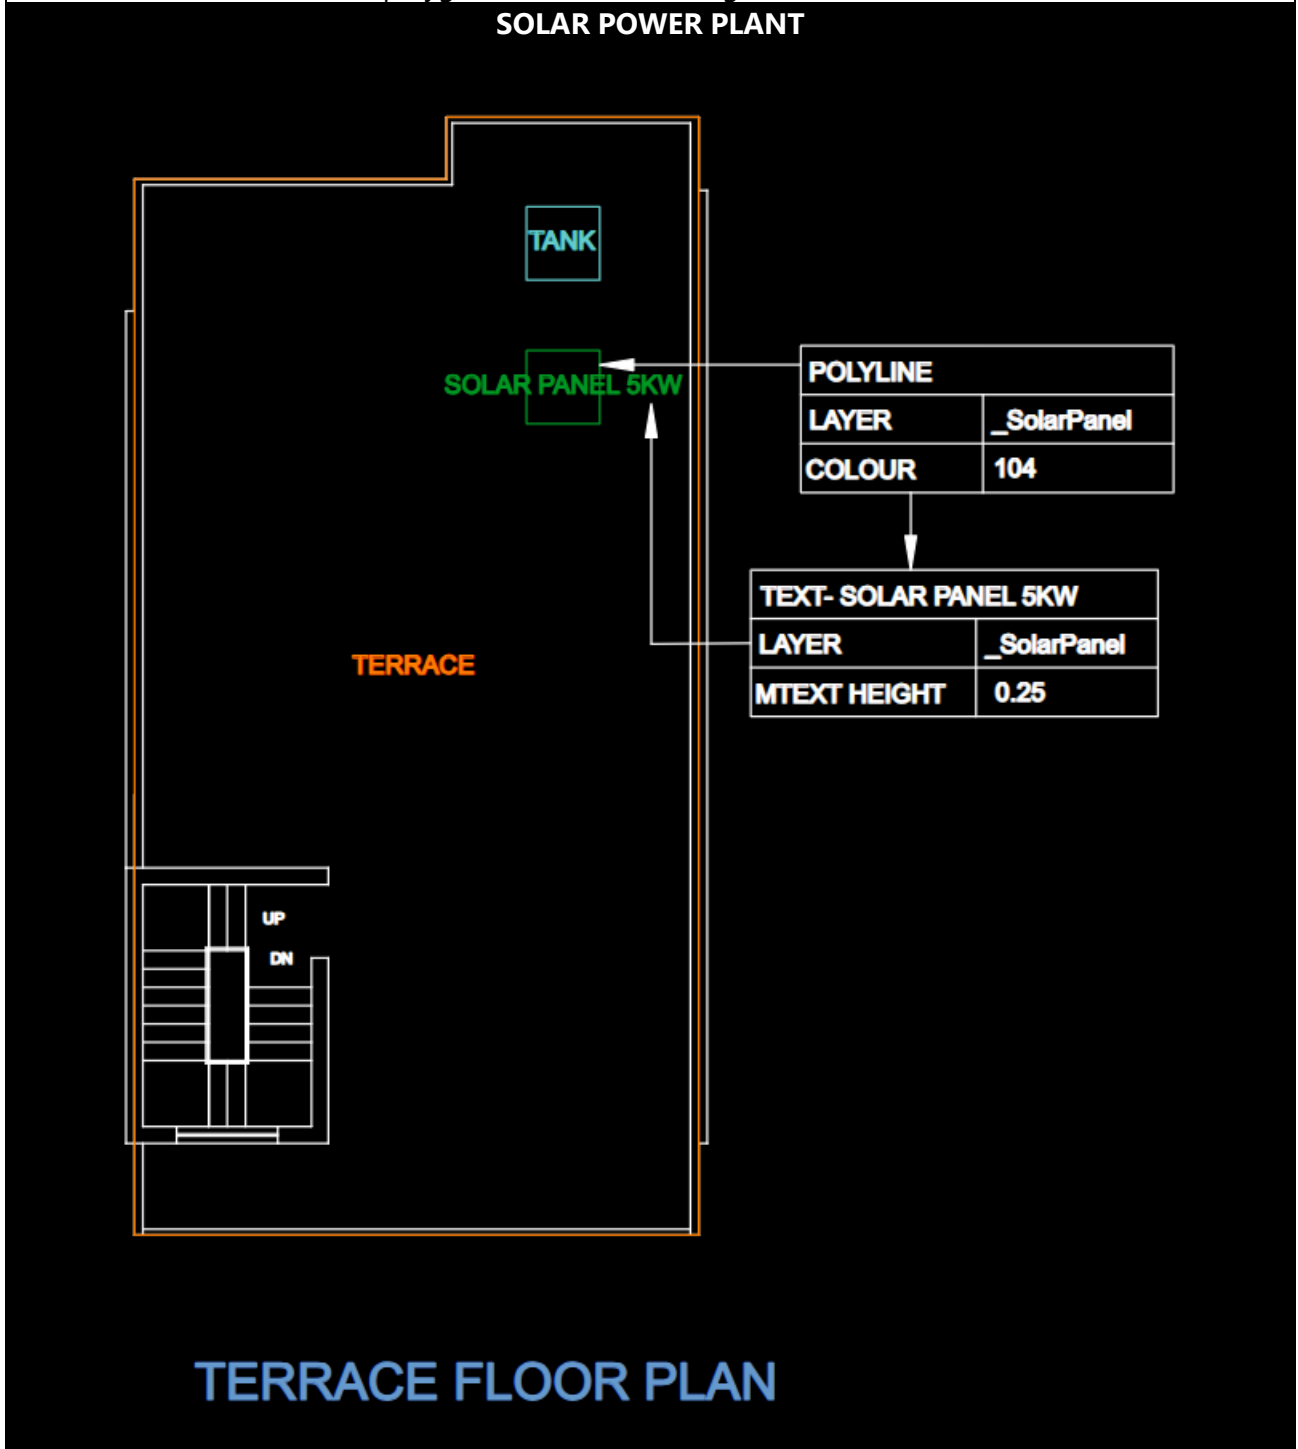 SOLAR POWER PLANT
TANK
SOLAR PANEL 5KW
POLYLINE
LAYER _SolarPanel
COLOUR 104
TEXT- SOLAR PANEL 5KW
LAYER _SolarPanel
MTEXT HEIGHT 0.25
TERRACE
UP
DN
TERRACE FLOOR PLAN